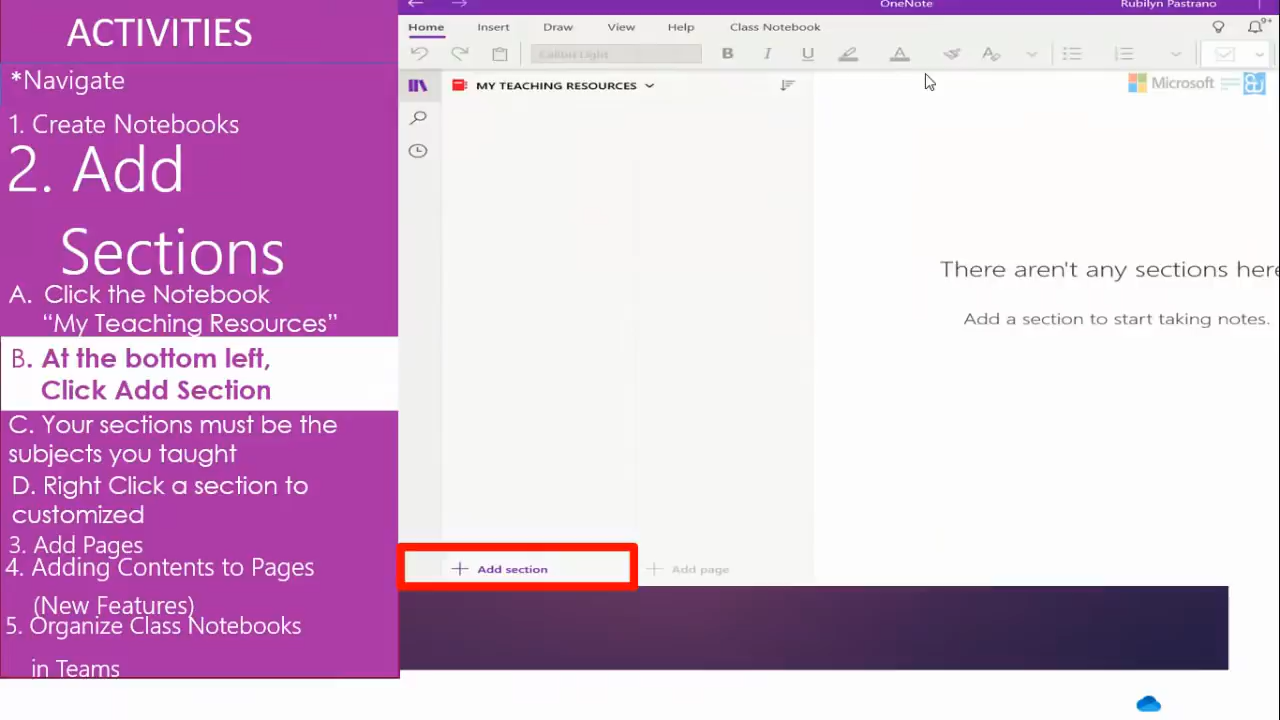 ACTIVITIES
*Navigate
1. Create Notebooks
2. Add
Sections
A. Click the Notebook
“My Teaching Resources”
B. At the bottom left,
Click Add Section
C. Your sections must be the
subjects you taught
D. Right Click a section to
customized
3. Add Pages
4. Adding Contents to Pages
(New Features)
5. Organize Class Notebooks
in Teams
OneNote
Rubilyn Pastrano
Home Insert Draw View Help Class Notebook
Calibri Light B I U A A
MY TEACHING RESOURCES
Microsoft
There aren't any sections here
Add a section to start taking notes.
+ Add section + Add page